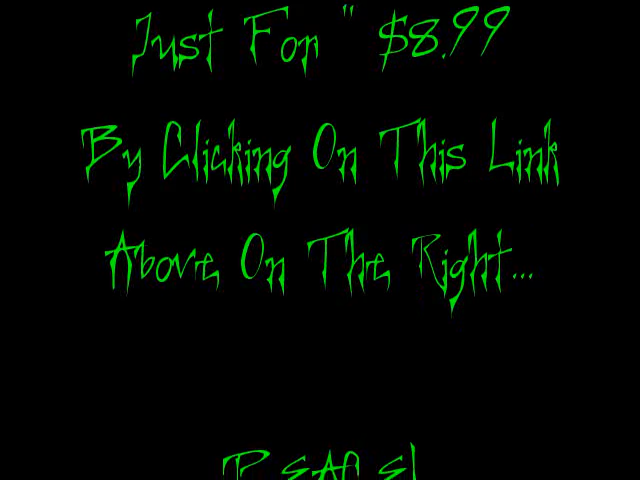 Just For " $8.99
By Clicking On This Link
Above On The Right...